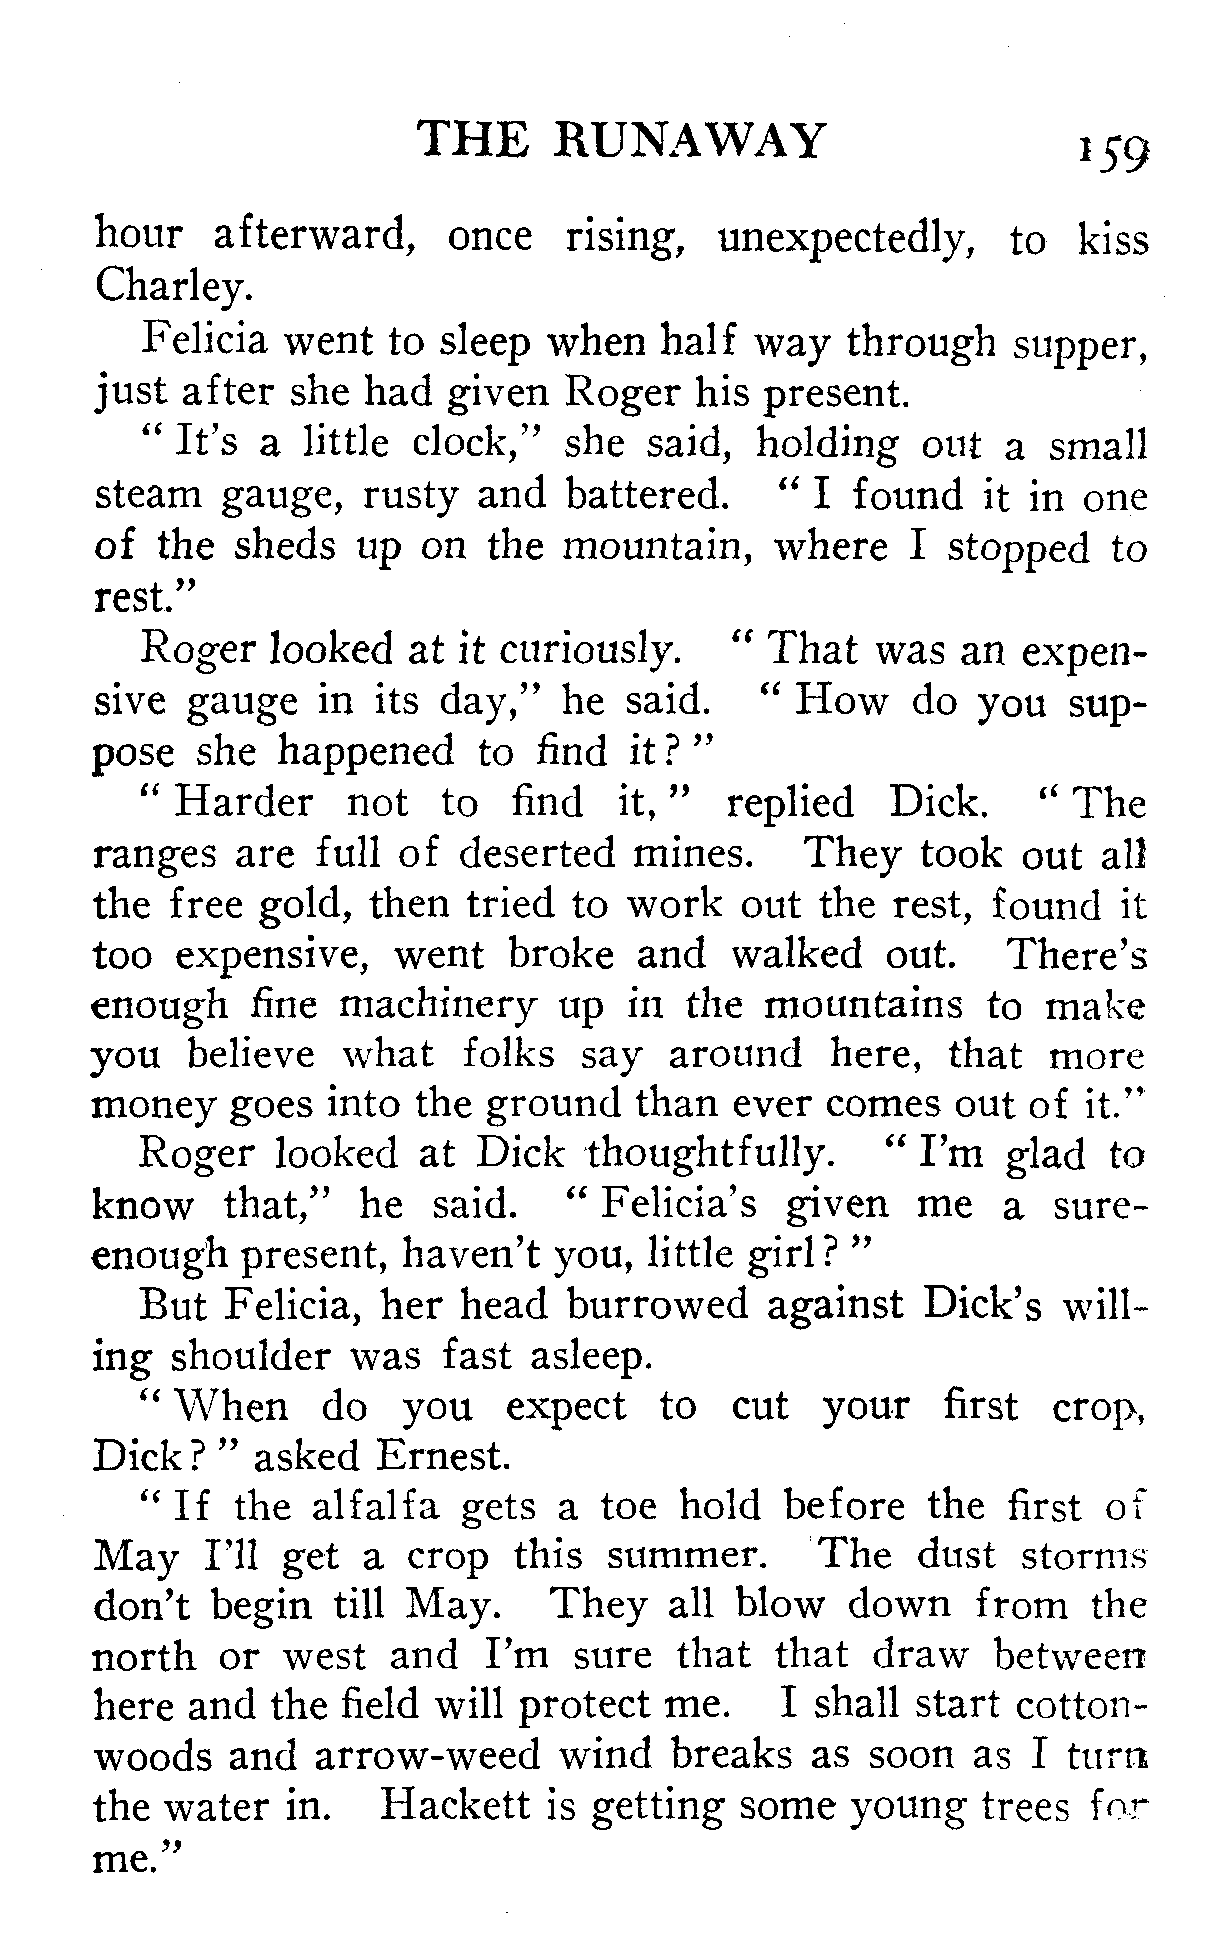 THE RUNAWAY 159
hour afterward, once rising, unexpectedly, to kiss
Charley.
Felicia went to sleep when half way through supper,
just after she had given Roger his present.
" It's a little clock," she said, holding out a small
steam gauge, rusty and battered. " I found it in one
of the sheds up on the mountain, where I stopped to
rest."
Roger looked at it curiously. " That was an expen-
sive gauge in its day," he said. " How do you sup-
pose she happened to find it? "
" Harder not to find it, " replied Dick. " The
ranges are full of deserted mines. They took out all
the free gold, then tried to work out the rest, found it
too expensive, went broke and walked out. There's
enough fine machinery up in the mountains to make
you believe what folks say around here, that more
money goes into the ground than ever comes out of it."
Roger looked at Dick thoughtfully. " I'm glad to
know that," he said. " Felicia's given me a sure-
enough present, haven't you, little girl? "
But Felicia, her head burrowed against Dick's will-
ing shoulder was fast asleep.
" When do you expect to cut your first crop,
Dick? " asked Ernest.
" If the alfalfa gets a toe hold before the first of
May I'll get a crop this summer. The dust storms
don't begin till May. They all blow down from the
north or west and I'm sure that that draw between
here and the field will protect me. I shall start cotton-
woods and arrow-weed wind breaks as soon as I turn
the water in. Hackett is getting some young trees for
me."